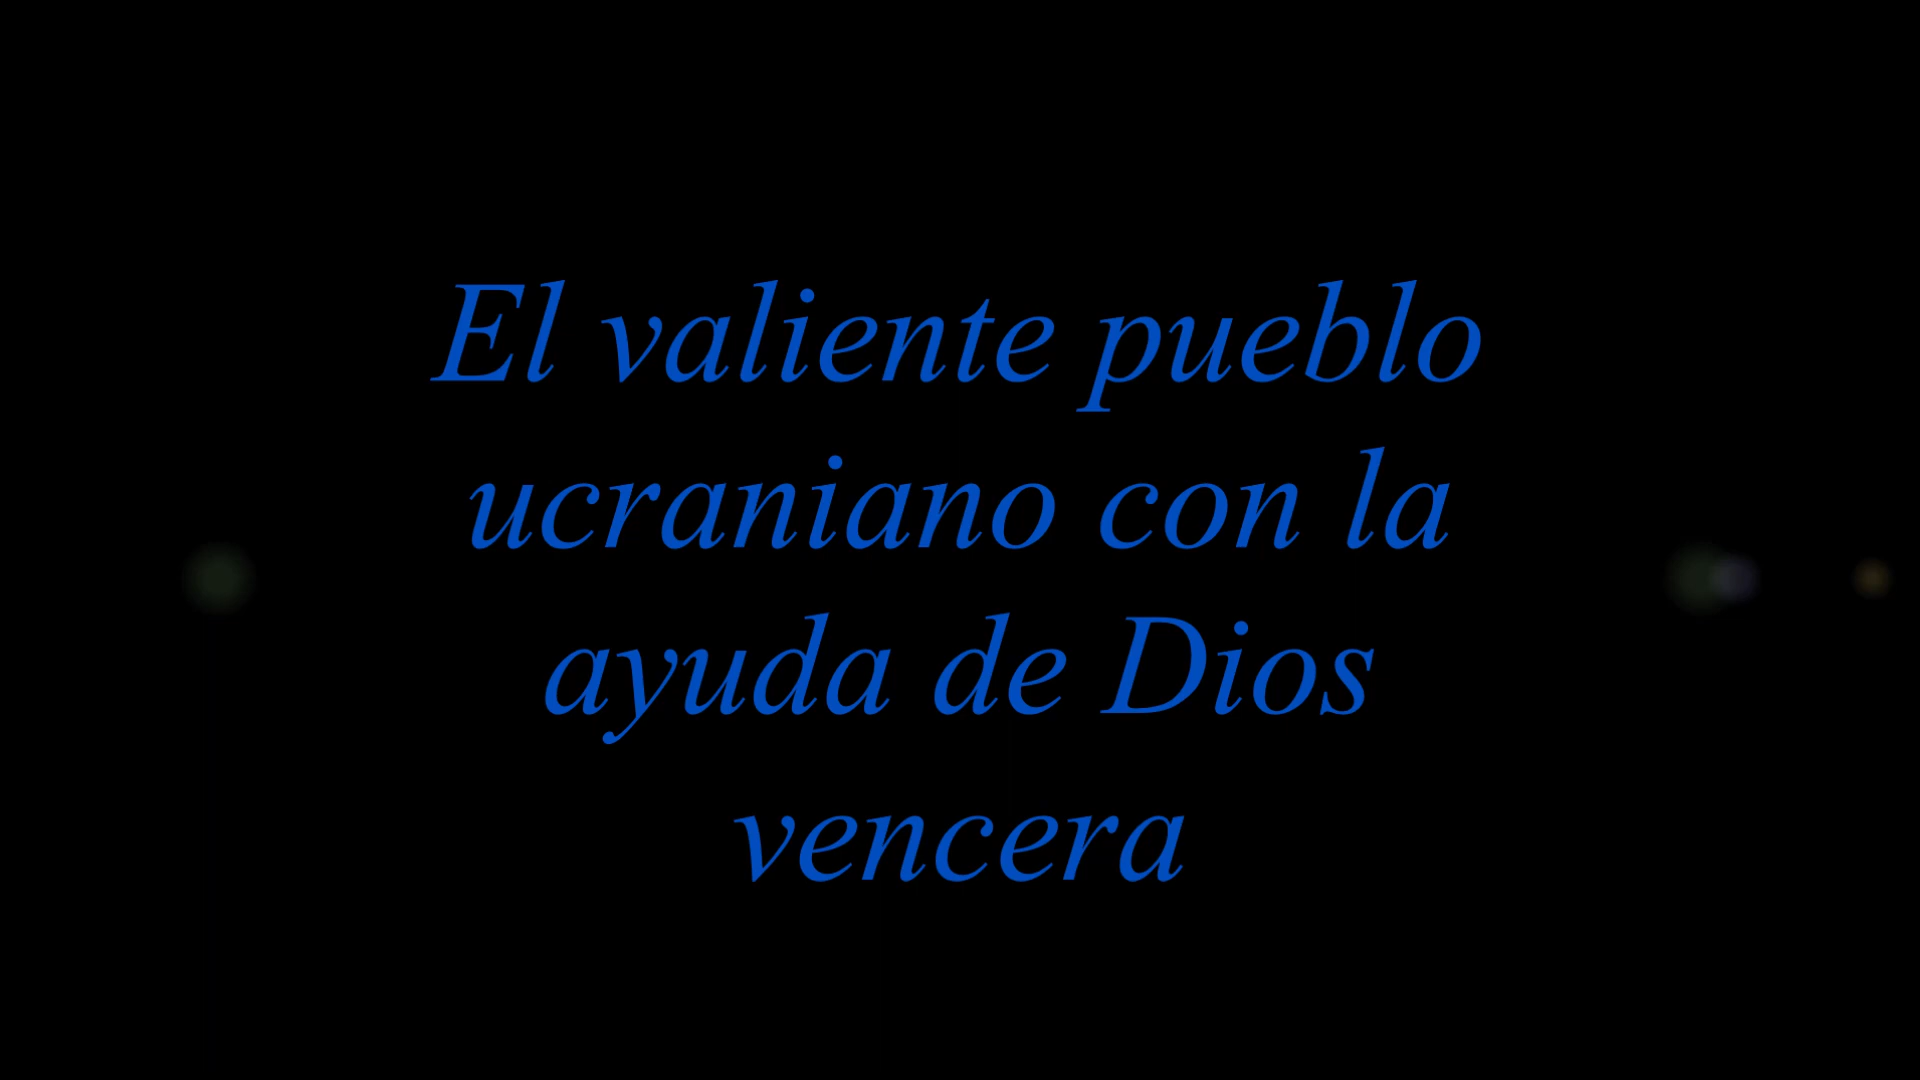 El valiente pueblo
ucraniano con la
ayuda de Dios
vencera